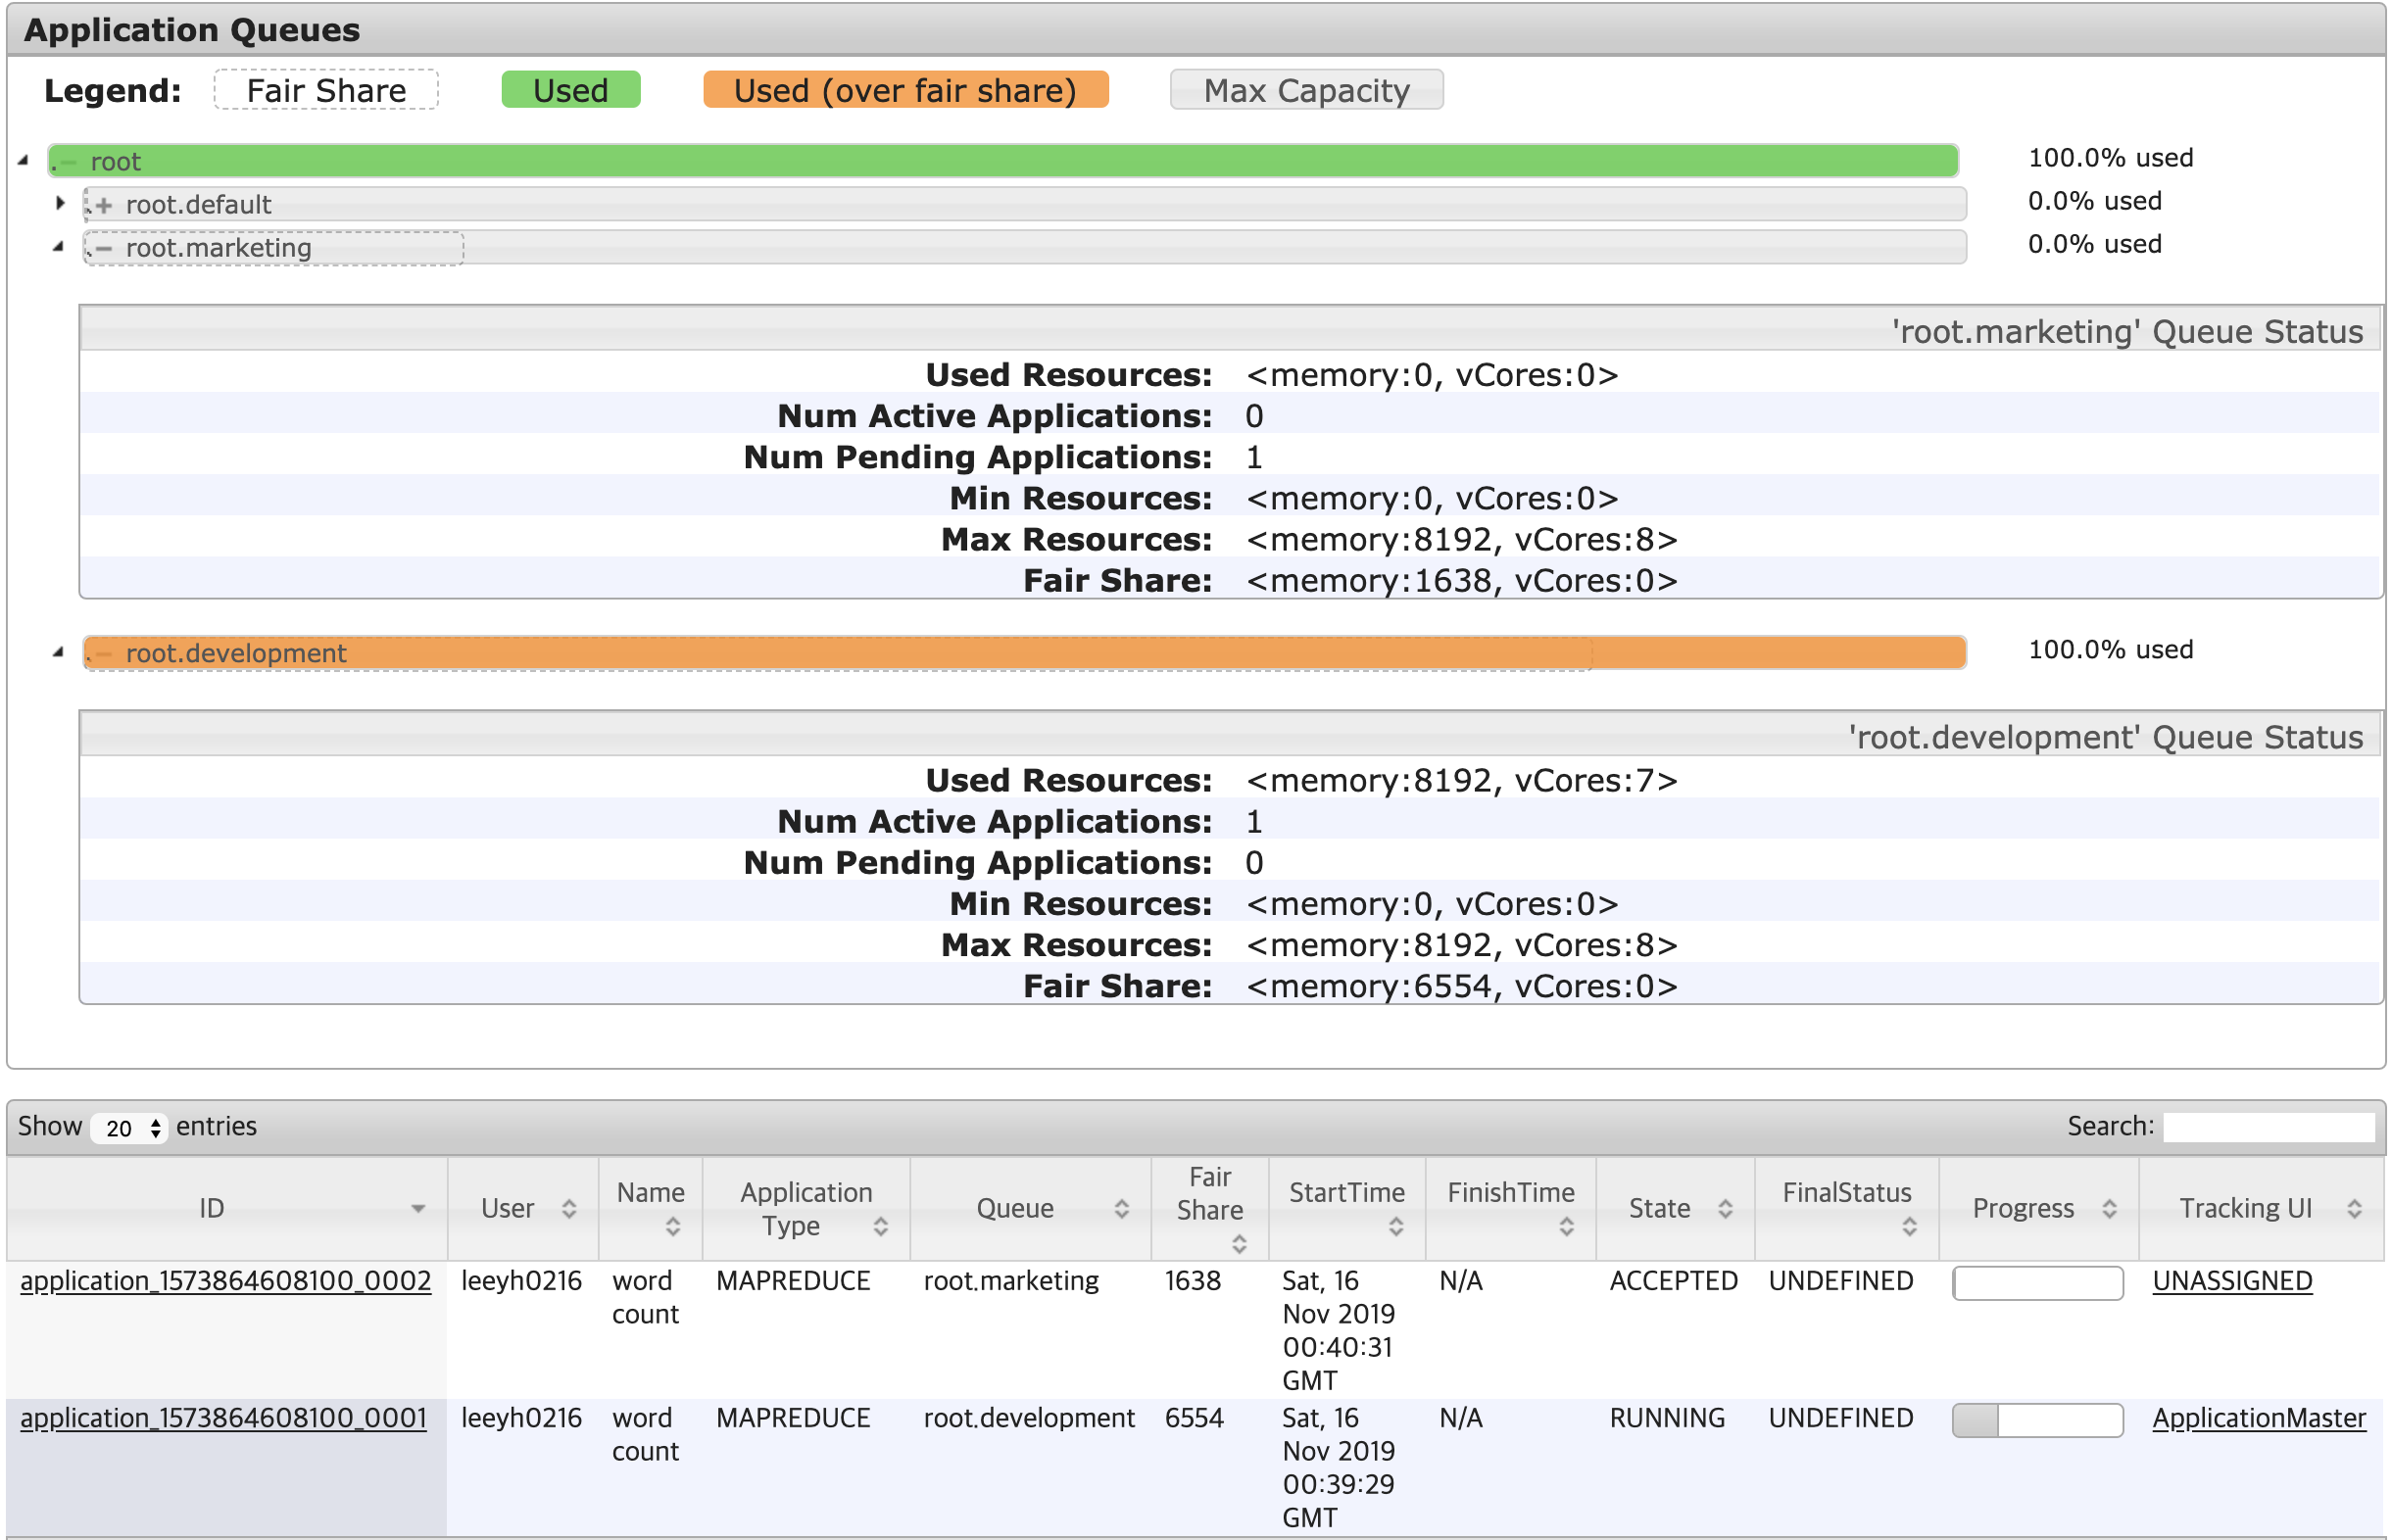 Application Queues
Legend: Fair Share Used Used (over fair share) Max Capacity
root 100.0% used
root.default 0.0% used
root.marketing 0.0% used
'root.marketing' Queue Status
Used Resources: <memory:0, vCores:0>
Num Active Applications: 0
Num Pending Applications: 1
Min Resources: <memory:0, vCores:0>
Max Resources: <memory:8192, vCores:8>
Fair Share: <memory:1638, vCores:0>
root.development 100.0% used
'root.development' Queue Status
Used Resources: <memory:8192, vCores:7>
Num Active Applications: 1
Num Pending Applications: 0
Min Resources: <memory:0, vCores:0>
Max Resources: <memory:8192, vCores:8>
Fair Share: <memory:6554, vCores:0>
Show 20 entries Search:
ID User Name Application Type Queue Fair Share StartTime FinishTime State FinalStatus Progress Tracking UI
application_1573864608100_0002 leeyh0216 word MAPREDUCE root.marketing 1638 Sat, 16 N/A ACCEPTED UNDEFINED UNASSIGNED
count Nov 2019
00:40:31
GMT
application_1573864608100_0001 leeyh0216 word MAPREDUCE root.development 6554 Sat, 16 N/A RUNNING UNDEFINED ApplicationMaster
count Nov 2019
00:39:29
GMT